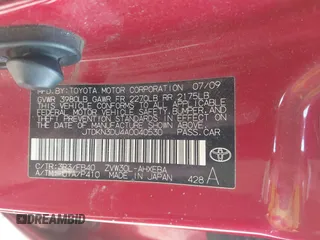 MFD. BY: TOYOTA MOTOR CORPORATION 07/09
GVWR 3980LB GAWR FR 2270LB RR 2175LB
THIS VEHICLE CONFORMS TO ALL APPLICABLE
FEDERAL MOTOR VEHICLE SAFETY, BUMPER, AND
THEFT PREVENTION STANDARDS IN EFFECT ON
THE DATE OF MANUFACTURE SHOWN ABOVE.
JTDKN3DU4A0040530 PASS. CAR
C/TR: 3R3/FB40 ZVW30L-AHXEBA
A/TM: /P410 MADE IN JAPAN 428 A